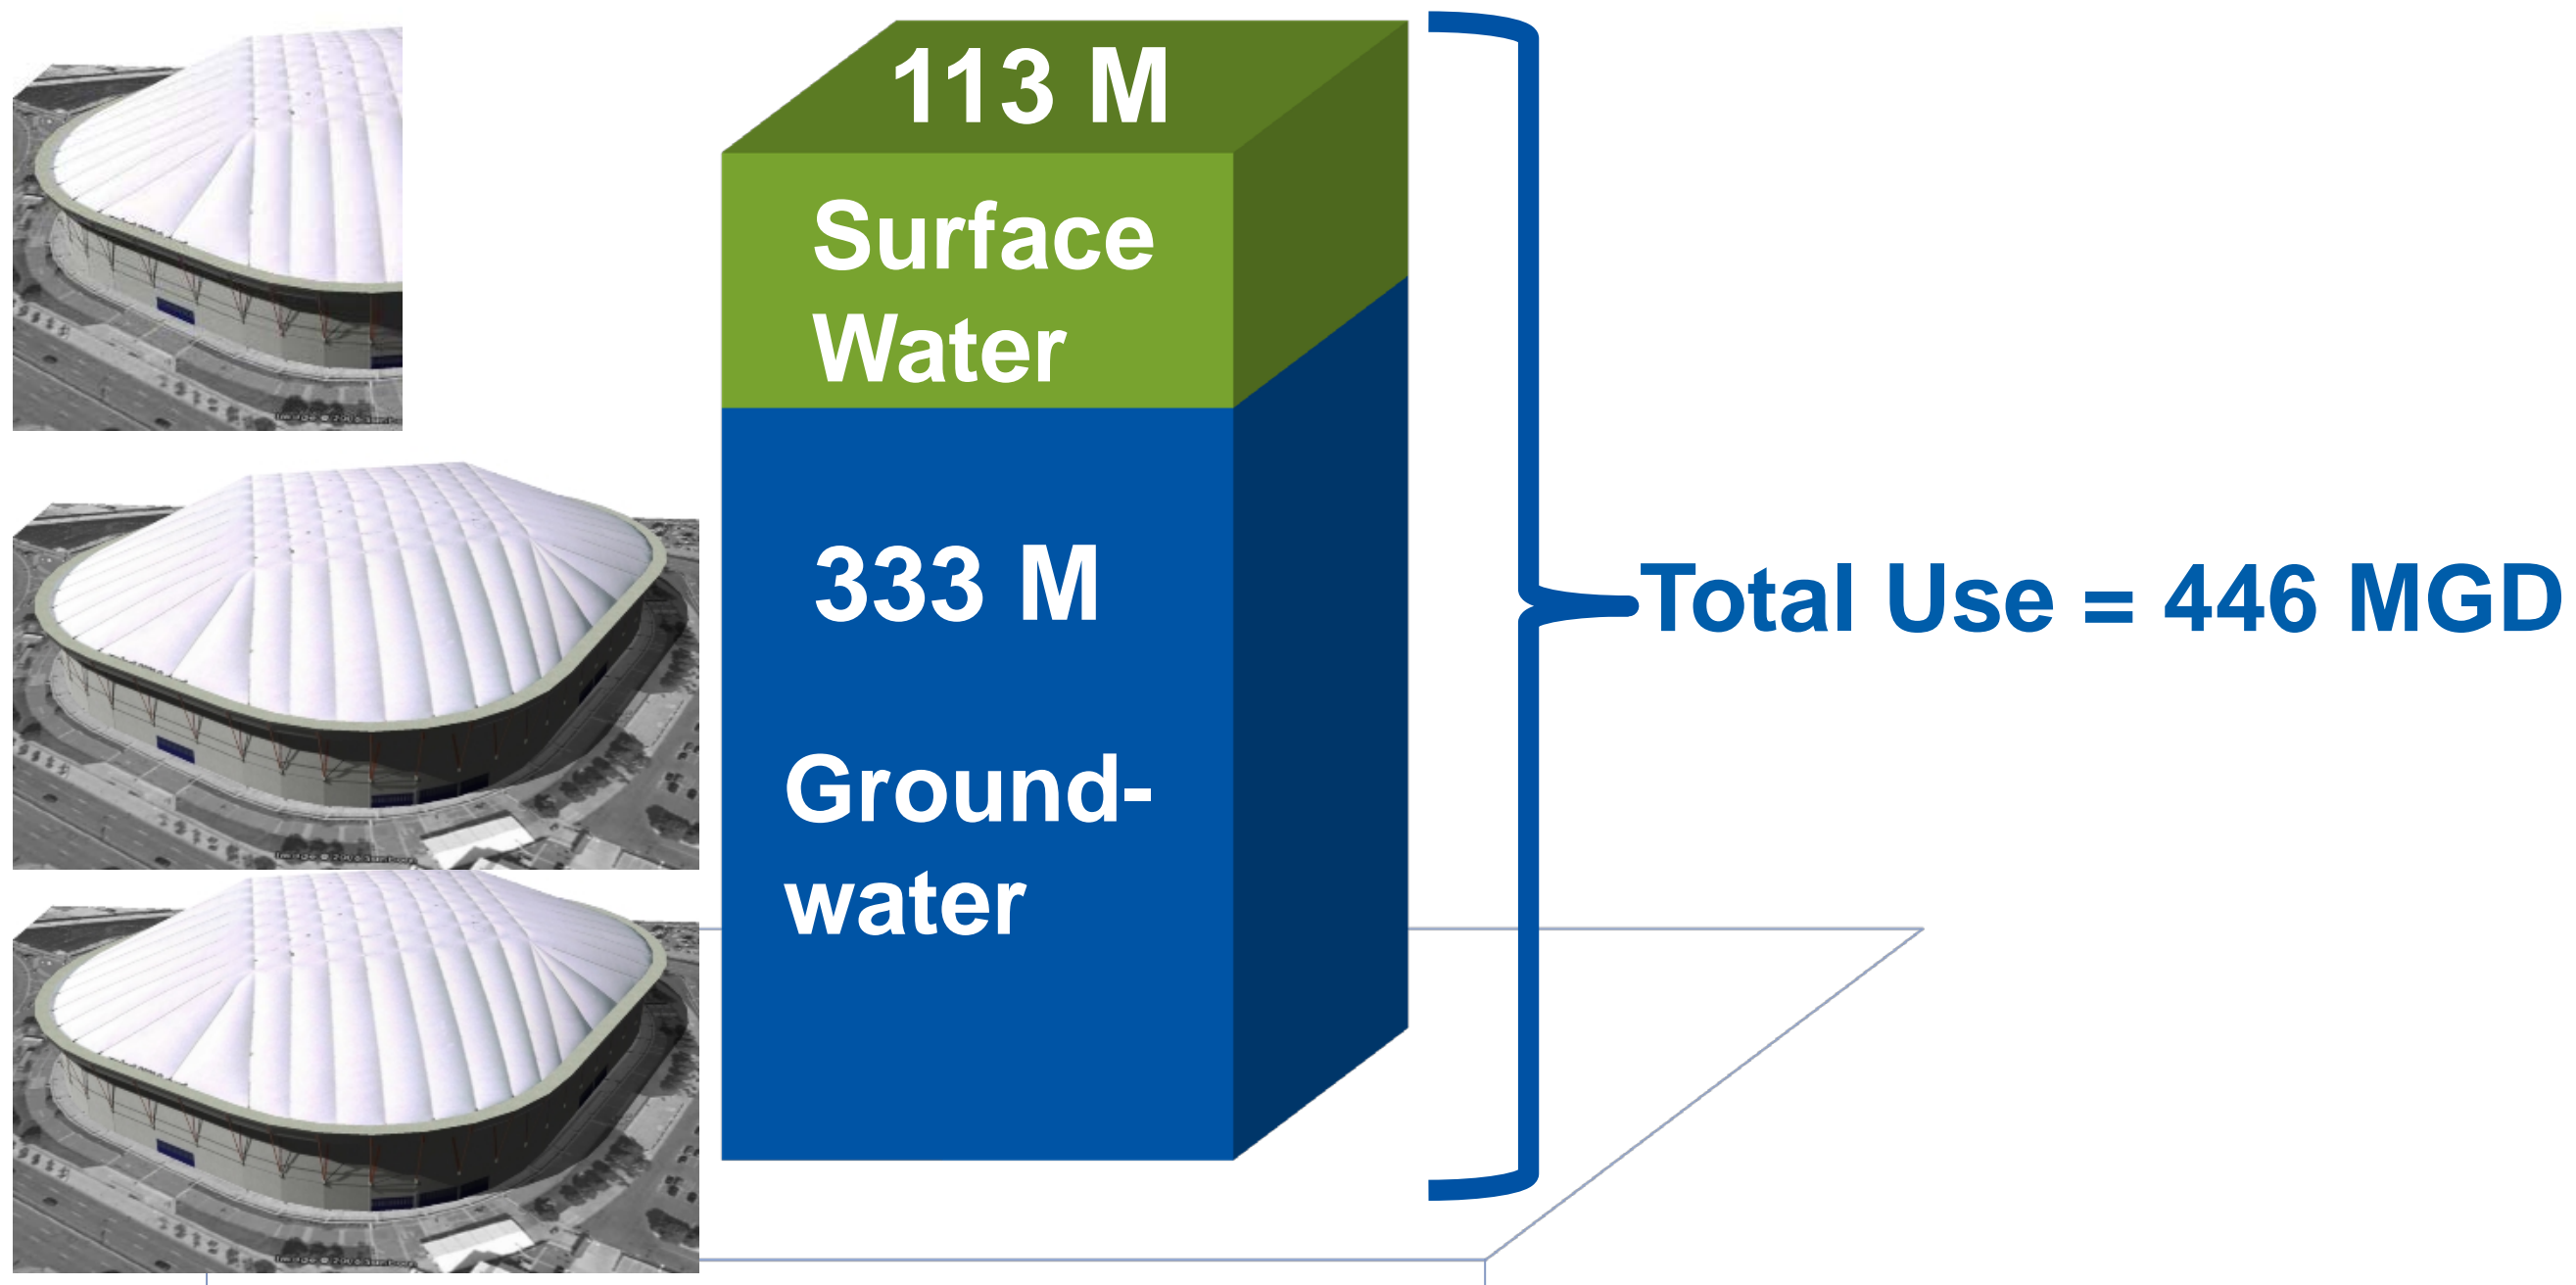 113 M
Surface
Water
333 M
Ground-
water
Total Use = 446 MGD